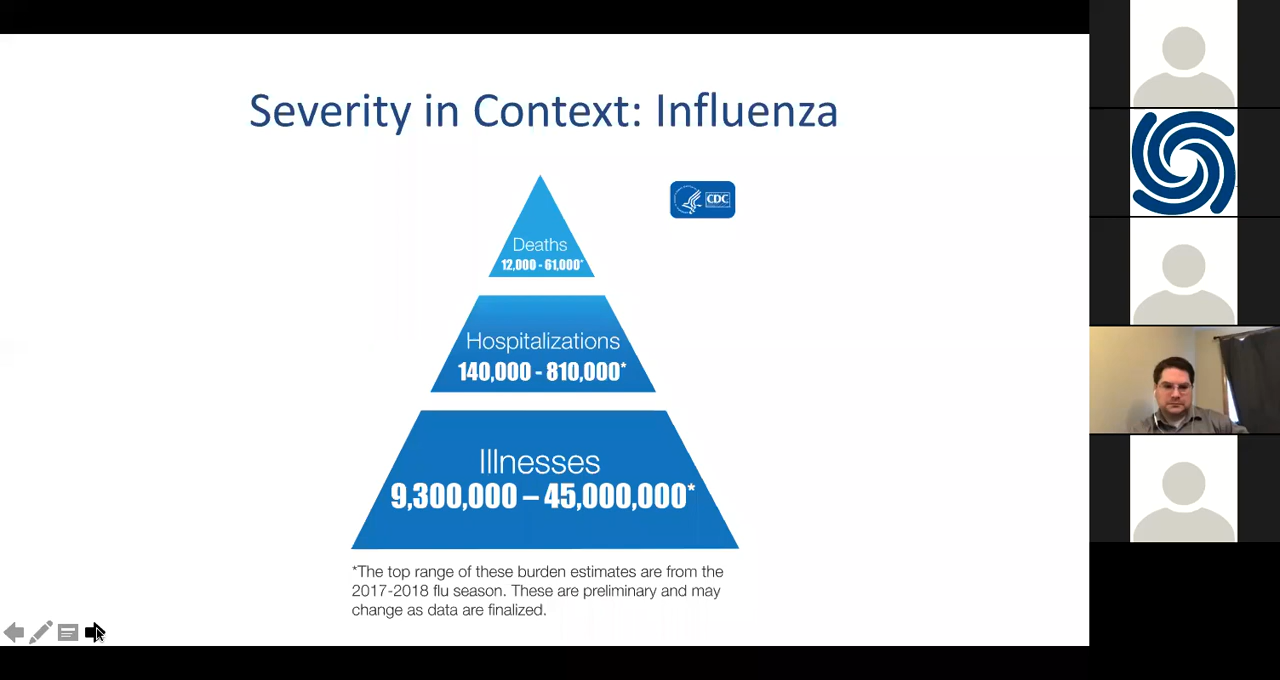 Severity in Context: Influenza
CDC
Deaths
12,000 - 61,000*
Hospitalizations
140,000 - 810,000*
Illnesses
9,300,000 – 45,000,000*
*The top range of these burden estimates are from the
2017-2018 flu season. These are preliminary and may
change as data are finalized.